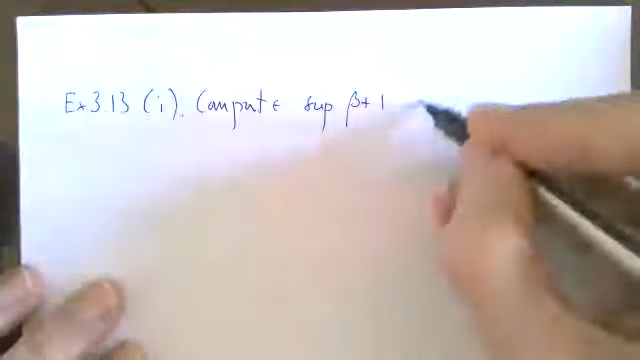 Ex 3.13 (i). Compute sup β+1